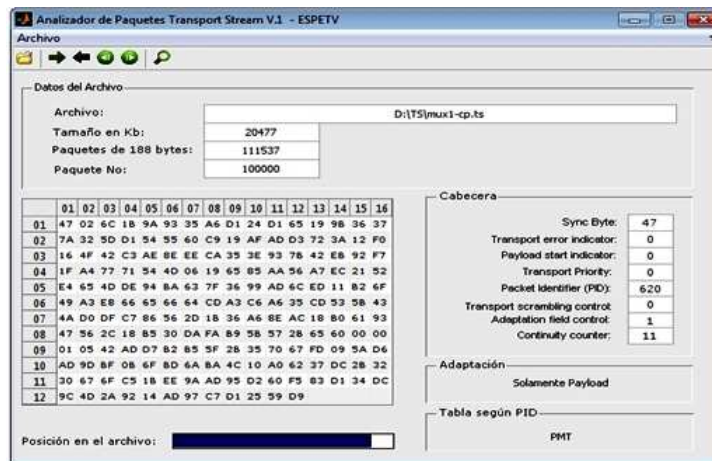 Analizador de Paquetes Transport Stream V.1 - ESPETV
Archivo
Datos del Archivo
Archivo: D:\TS\mux1-cp.ts
Tamaño en Kb: 20477
Paquetes de 188 bytes: 111537
Paquete No: 100000
01 02 03 04 05 06 07 08 09 10 11 12 13 14 15 16
01 47 02 6C 1B 9A 93 35 A6 D1 24 D1 65 19 9B 36 37
02 7A 32 5D D1 54 55 60 C9 19 AF AD D3 72 3A 12 F0
03 16 4F 42 C3 AE 8E EE CA 35 3E 93 7B 42 EB 92 F7
04 1F A4 77 71 54 4D 06 19 65 85 AA 56 A7 EC 21 52
05 E4 65 4D DE 94 BA 63 7F 36 99 AD 6C ED 11 B2 6F
06 49 A3 E8 66 65 66 64 CD A3 C6 A6 35 CD 53 5B 43
07 4A D0 DF C7 86 56 2D 1B 36 A6 8E AC 18 B0 61 93
08 47 56 2C 18 B5 30 DA FA B9 5B 57 2B 65 60 00 00
09 01 05 42 AD D7 B2 B5 5F 2B 35 70 67 FD 09 5A D6
10 AD 9D BF 0B 6F BD 6A BA 4C 10 A0 62 37 DC 2B 32
11 30 67 6F C5 1B EE 9A AD 95 D2 60 F5 83 D1 34 DC
12 9C 4D 2A 92 14 AD 97 C7 D1 25 59 D9
Posición en el archivo:
Cabecera
Sync Byte: 47
Transport error indicator: 0
Payload start indicator: 0
Transport Priority: 0
Packet Identifier (PID): 620
Transport scrambling control: 0
Adaptation field control: 1
Continuity counter: 11
Adaptación
Solamente Payload
Tabla según PID
PMT